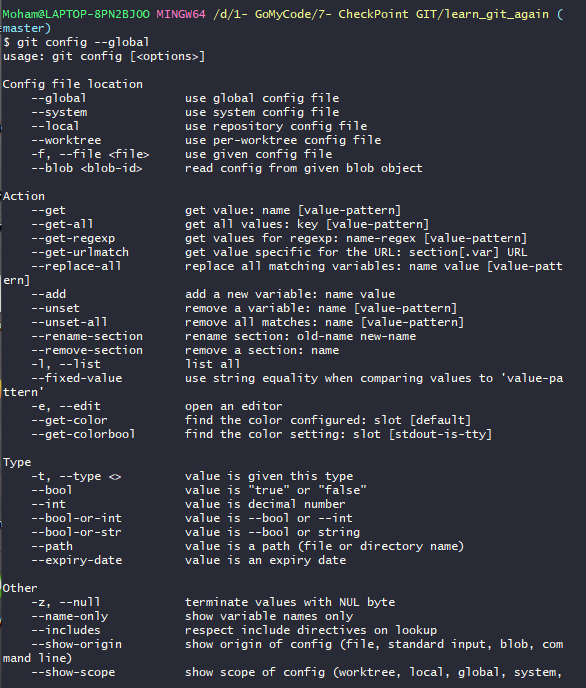 Moham@LAPTOP-8PN2BJOO MINGW64 /d/1- GoMyCode/7- CheckPoint GIT/learn_git_again (
master)
$ git config --global
usage: git config [<options>]

Config file location
    --global              use global config file
    --system              use system config file
    --local               use repository config file
    --worktree            use per-worktree config file
    -f, --file <file>     use given config file
    --blob <blob-id>      read config from given blob object

Action
    --get                 get value: name [value-pattern]
    --get-all             get all values: key [value-pattern]
    --get-regexp          get values for regexp: name-regex [value-pattern]
    --get-urlmatch        get value specific for the URL: section[.var] URL
    --replace-all         replace all matching variables: name value [value-patt
ern]
    --add                 add a new variable: name value
    --unset               remove a variable: name [value-pattern]
    --unset-all           remove all matches: name [value-pattern]
    --rename-section      rename section: old-name new-name
    --remove-section      remove a section: name
    -l, --list            list all
    --fixed-value         use string equality when comparing values to 'value-pa
ttern'
    -e, --edit            open an editor
    --get-color           find the color configured: slot [default]
    --get-colorbool       find the color setting: slot [stdout-is-tty]

Type
    -t, --type <>         value is given this type
    --bool                value is "true" or "false"
    --int                 value is decimal number
    --bool-or-int         value is --bool or --int
    --bool-or-str         value is --bool or string
    --path                value is a path (file or directory name)
    --expiry-date         value is an expiry date

Other
    -z, --null            terminate values with NUL byte
    --name-only           show variable names only
    --includes            respect include directives on lookup
    --show-origin         show origin of config (file, standard input, blob, com
mand line)
    --show-scope          show scope of config (worktree, local, global, system,